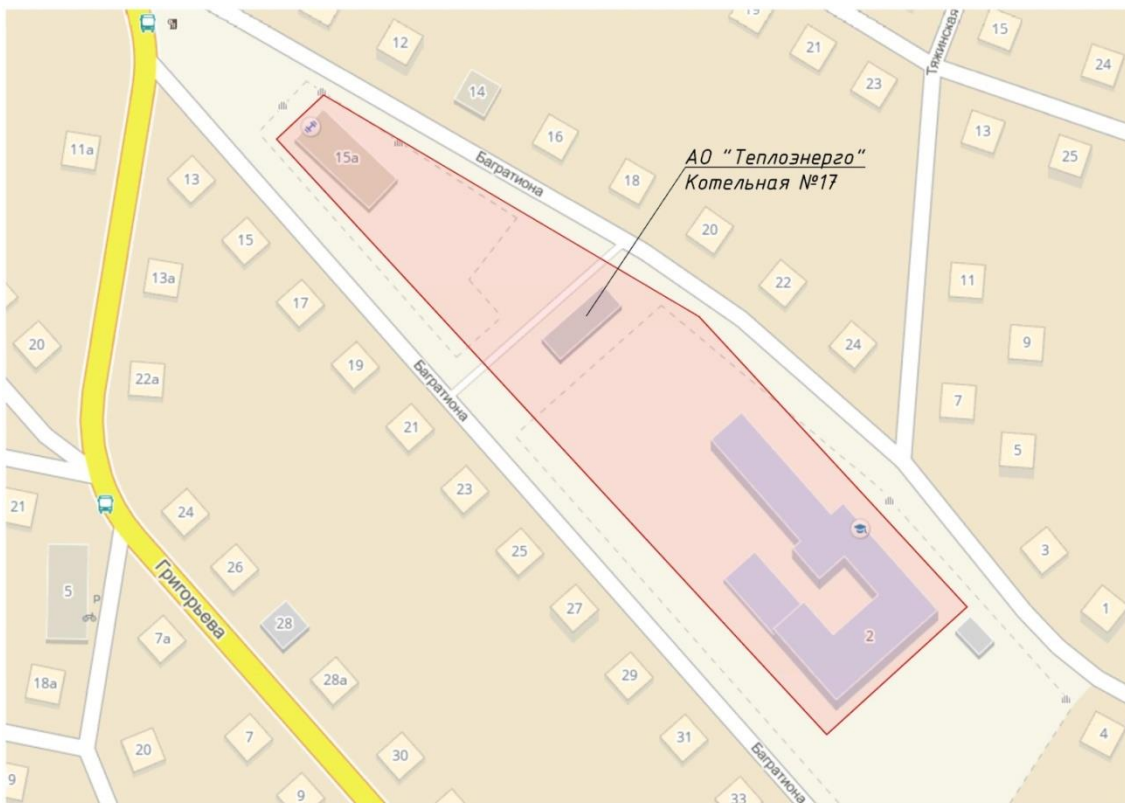 19
12
21
15
24
14
23
Тяжинская
15а
11а
16
13
25
13
Багратиона
18
АО "Теплоэнерго"
Котельная №17
15
20
13а
17
22
11
20
24
9
19
22а
Багратиона
7
21
5
23
21
24
25
26
3
5
Р
Григорьева
27
1
28
7а
2
29
18а
28а
31
4
20
7
30
Багратиона
9
9
33